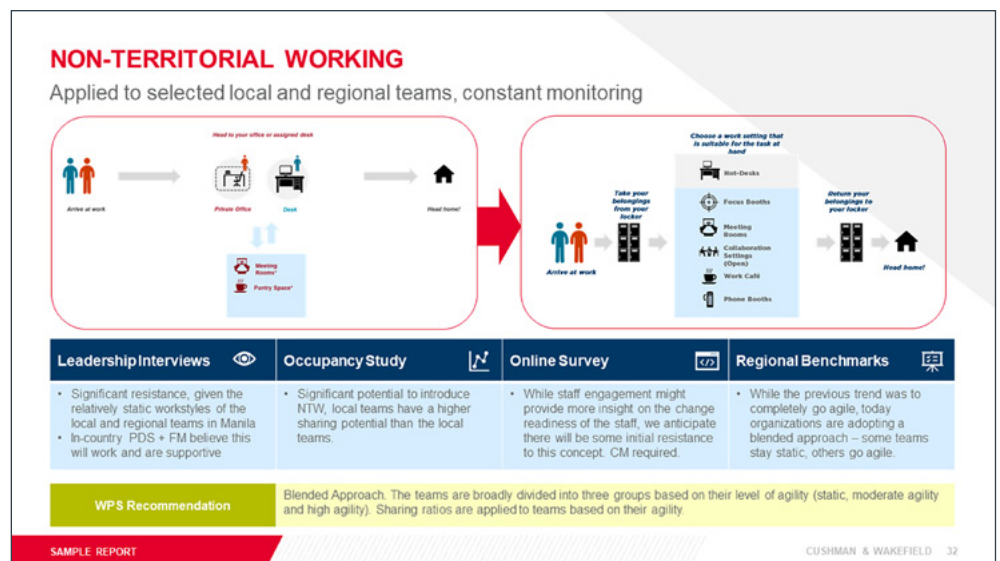 NON-TERRITORIAL WORKING
Applied to selected local and regional teams, constant monitoring
Head to your office or assigned desk
Arrive at work
Private Office
Desk
Head home!
Meeting
Rooms*
Pantry Space*
Choose a work setting that
is suitable for the task at
hand
Take your
belongings
from your
locker
Arrive at work
Hot-Desks
Focus Booths
Meeting
Rooms
Collaboration
Settings
(Open)
Work Café
Phone Booths
Return your
belongings to
your locker
Head home!
Leadership Interviews
• Significant resistance, given the
relatively static workstyles of the
local and regional teams in Manila
• In-country PDS + FM believe this
will work and are supportive
Occupancy Study
• Significant potential to introduce
NTW, local teams have a higher
sharing potential than the local
teams.
Online Survey
</>
• While staff engagement might
provide more insight on the change
readiness of the staff, we anticipate
there will be some initial resistance
to this concept. CM required.
Regional Benchmarks
• While the previous trend was to
completely go agile, today
organizations are adopting a
blended approach – some teams
stay static, others go agile.
WPS Recommendation
Blended Approach. The teams are broadly divided into three groups based on their level of agility (static, moderate agility
and high agility). Sharing ratios are applied to teams based on their agility.
SAMPLE REPORT
CUSHMAN & WAKEFIELD 32